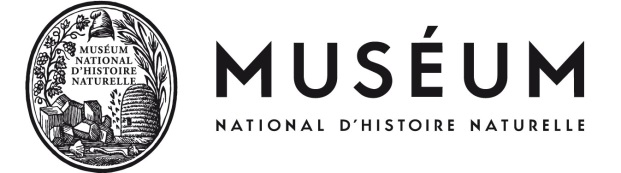 MUSÉUM
NATIONAL
D'HISTOIRE
NATURELLE
MUSÉUM
NATIONAL D'HISTOIRE NATURELLE